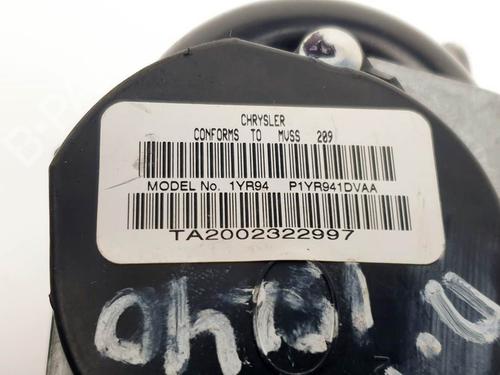 CHRYSLER
CONFORMS TO MVSS 209
MODEL No. 1YR94 P1YR941DVAA
TA2002322997